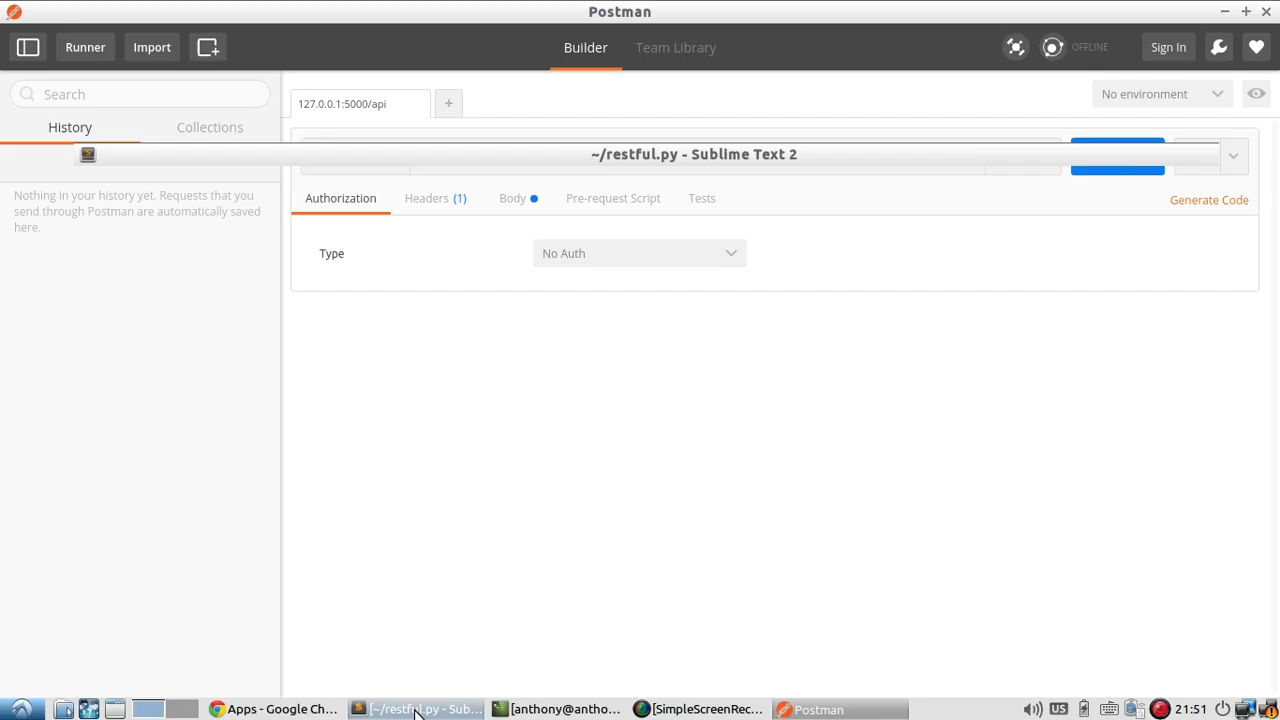 Postman
Runner
Import
Builder
Team Library
OFFLINE
Sign In
Search
127.0.0.1:5000/api
+
No environment
History
Collections
~/restful.py - Sublime Text 2
Nothing in your history yet. Requests that you
send through Postman are automatically saved
here.
Authorization
Headers (1)
Body
Pre-request Script
Tests
Generate Code
Type
No Auth
Apps - Google Ch...
[~/restful.py - Sub...
[anthony@antho...
[SimpleScreenRec...
Postman
US
21:51